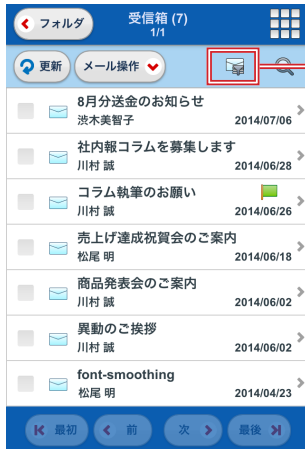 フォルダ
受信箱 (7)
1/1
更新
メール操作
8月分送金のお知らせ
渋木美智子
2014/07/06
社内報コラムを募集します
川村 誠
2014/06/28
コラム執筆のお願い
川村 誠
2014/06/26
売上げ達成祝賀会のご案内
松尾 明
2014/06/18
商品発表会のご案内
川村 誠
2014/06/02
異動のご挨拶
川村 誠
2014/06/02
font-smoothing
松尾 明
2014/04/23
最初
前
次
最後